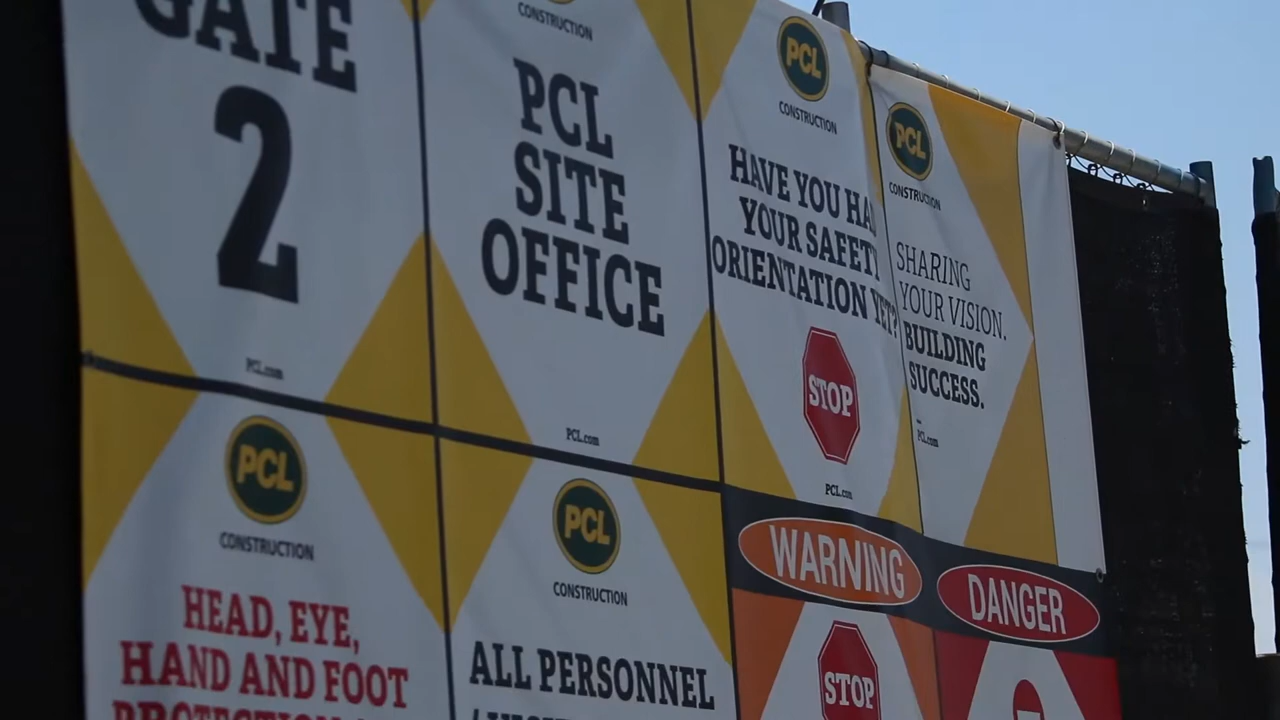 GATE
2
PCL.com
CONSTRUCTION
PCL
SITE
OFFICE
PCL.com
PCL
CONSTRUCTION
HAVE YOU HA
YOUR SAFETY
ORIENTATION YET?
STOP
PCL.com
PCL
CONSTRUCTION
SHARING
YOUR VISION.
BUILDING
SUCCESS.
PCL.com
PCL
CONSTRUCTION
HEAD, EYE,
HAND AND FOOT
PROTECTION
PCL
CONSTRUCTION
ALL PERSONNEL
WARNING
STOP
DANGER